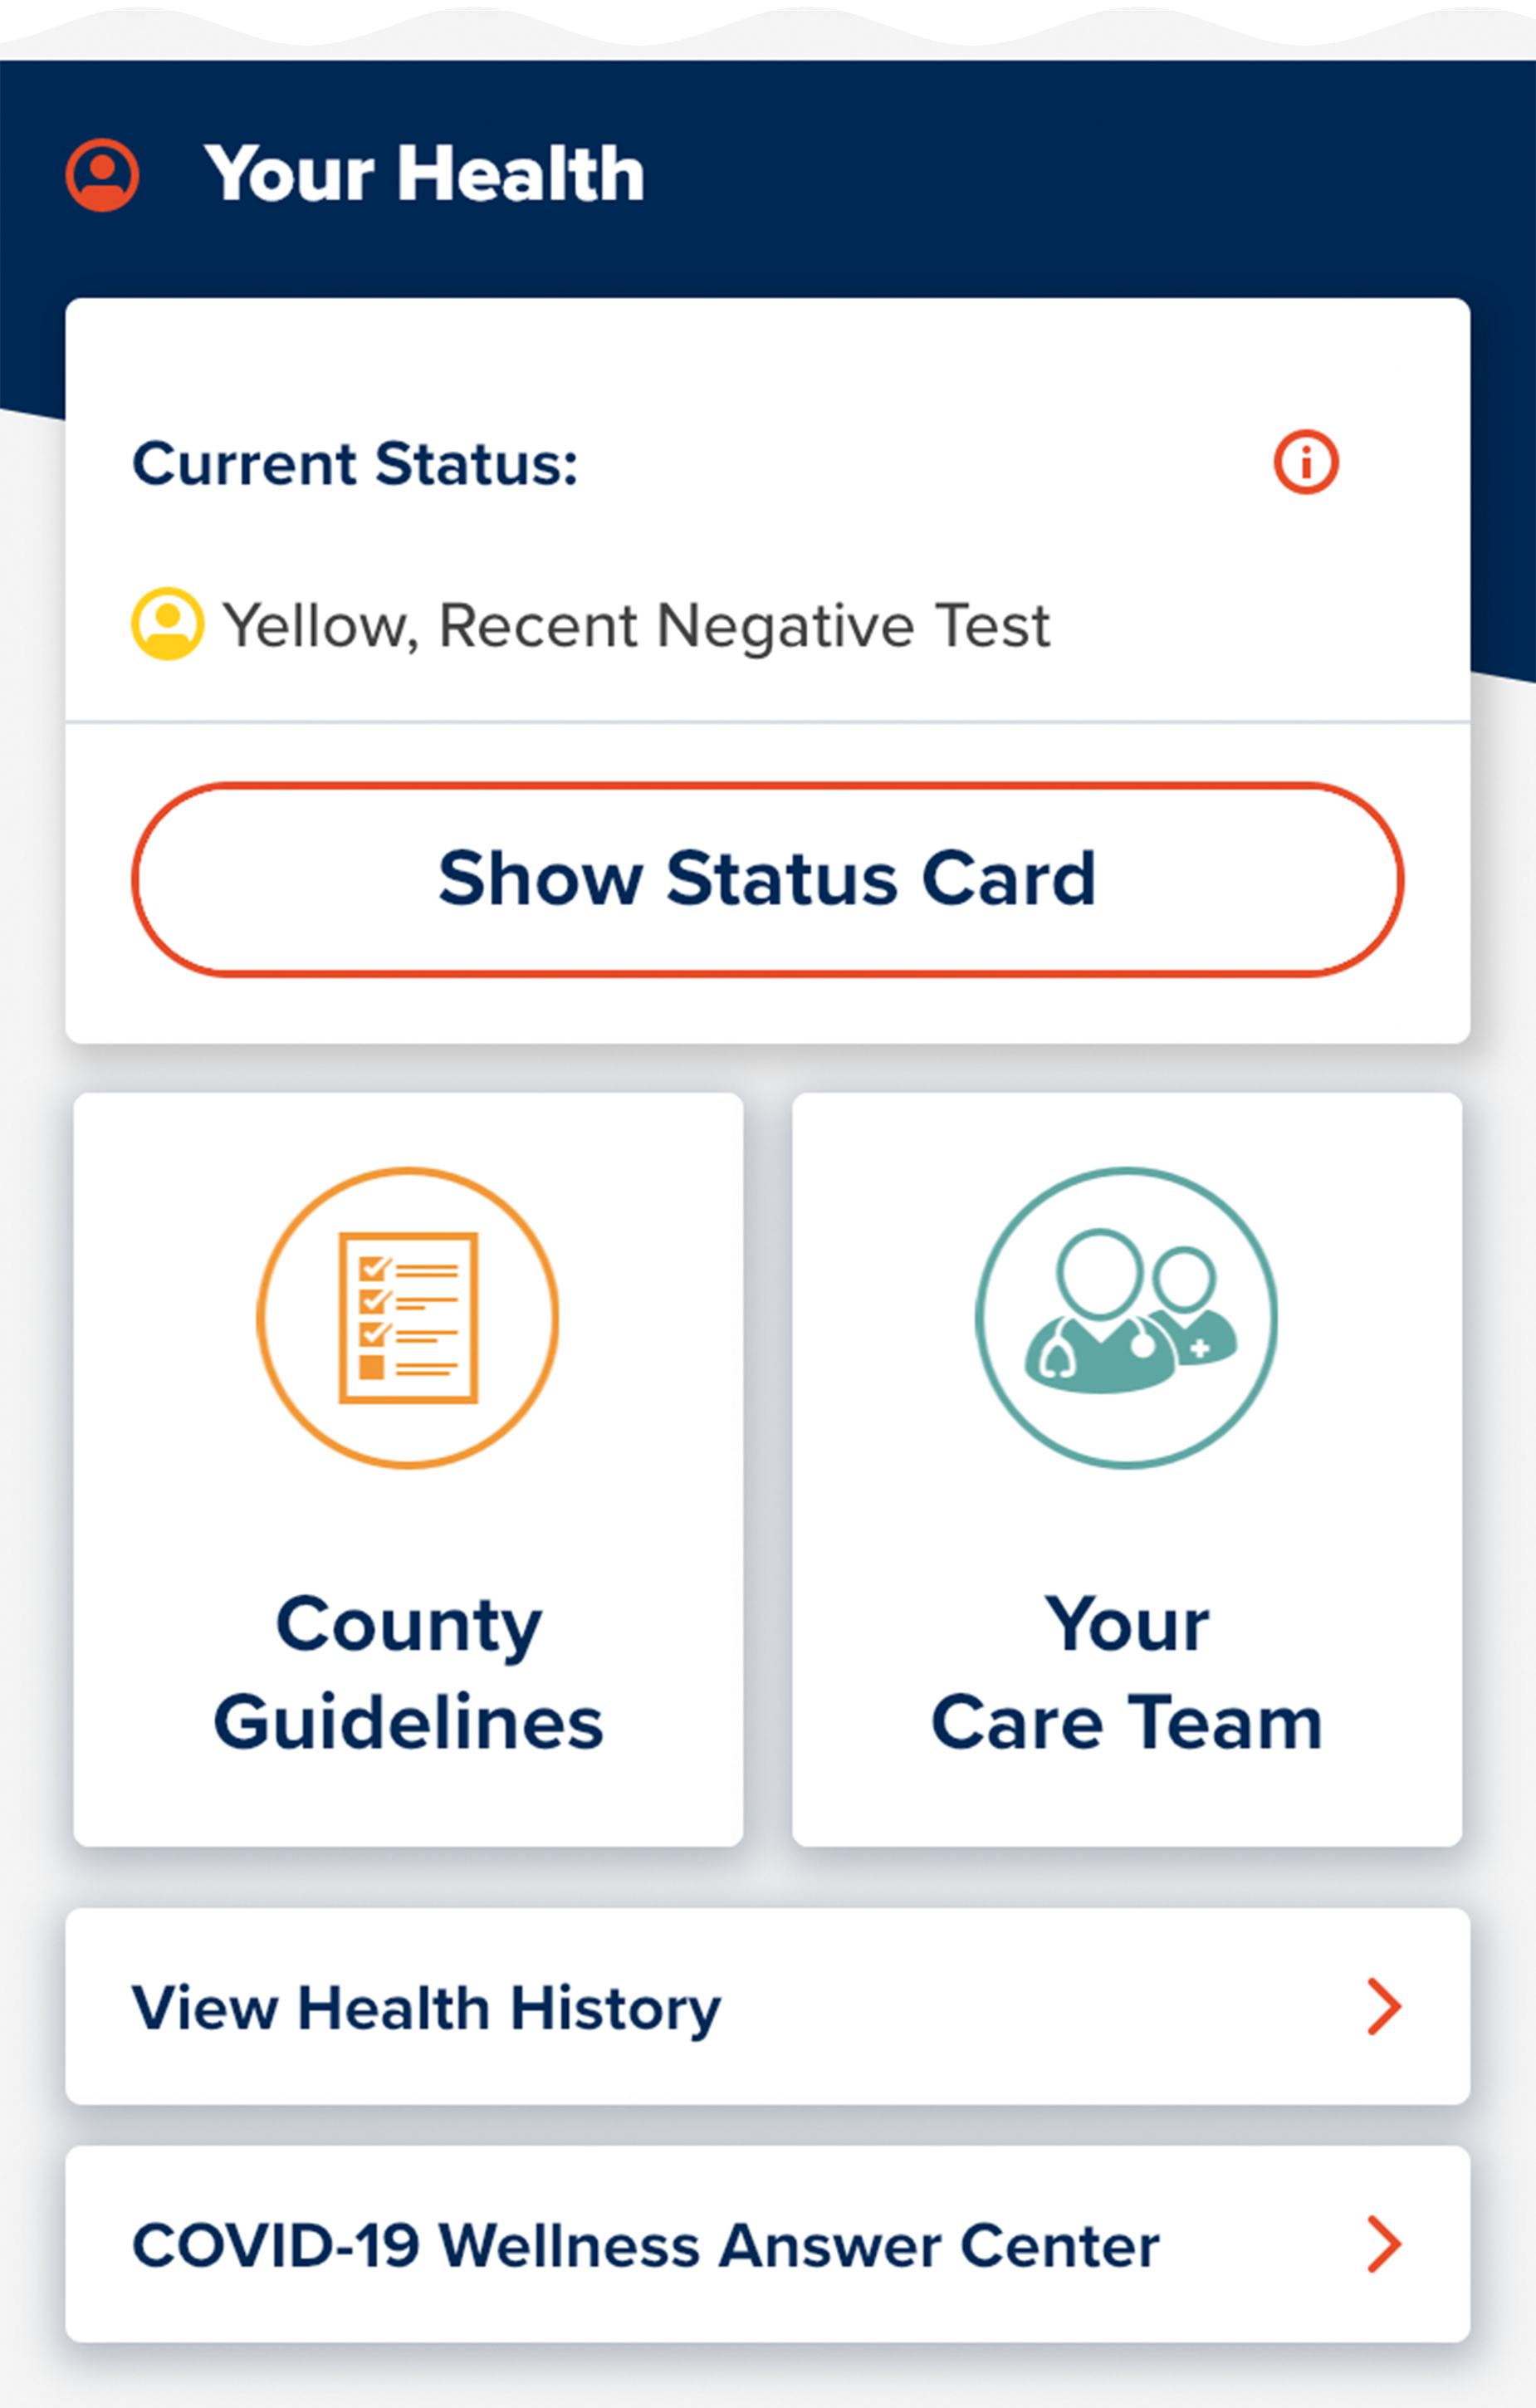 Your Health
Current Status:
Yellow, Recent Negative Test
Show Status Card
County
Guidelines
Your
Care Team
View Health History
COVID-19 Wellness Answer Center